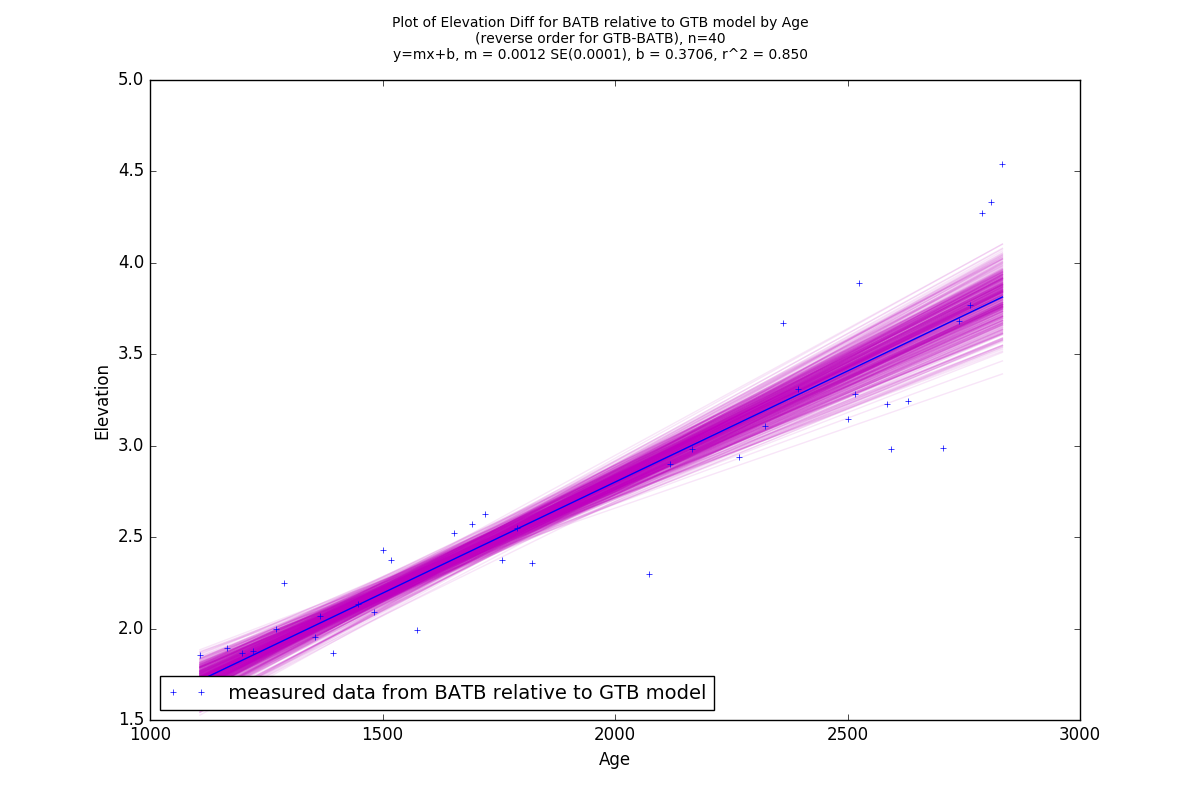 Plot of Elevation Diff for BATB relative to GTB model by Age
(reverse order for GTB-BATB), n=40
y=mx+b, m = 0.0012 SE(0.0001), b = 0.3706, r^2 = 0.850
5.0
4.5
4.0
3.5
3.0
2.5
2.0
1.5
Elevation
measured data from BATB relative to GTB model
1000 1500 2000 2500 3000
Age